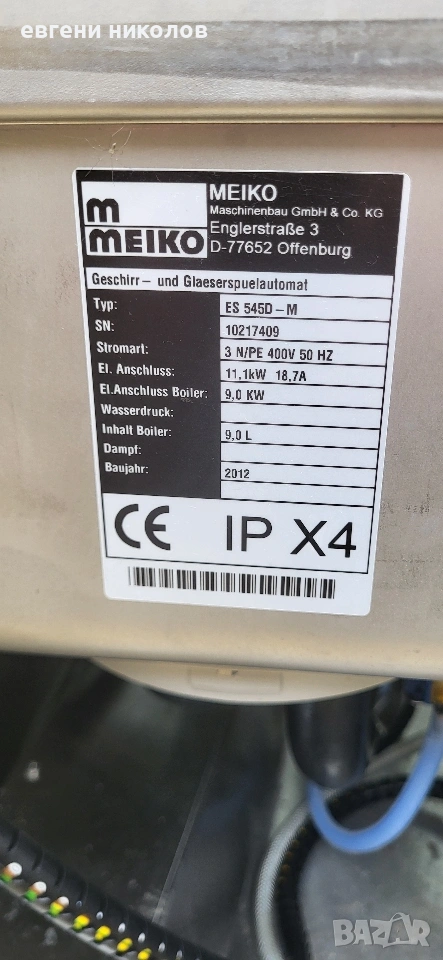 евгени николов
MEIKO
Maschinenbau GmbH & Co. KG
Englerstraße 3
D-77652 Offenburg
m
MEIKO
Geschirr- und Glaeserspuelautomat
Typ: ES 545D-M
SN: 10217409
Stromart: 3 N/PE 400V 50 HZ
El. Anschluss: 11,1kW 18,7A
El.Anschluss Boiler: 9,0 KW
Wasserdruck:
Inhalt Boiler: 9,0 L
Dampf:
Baujahr: 2012
CE IP X4
BAZAR